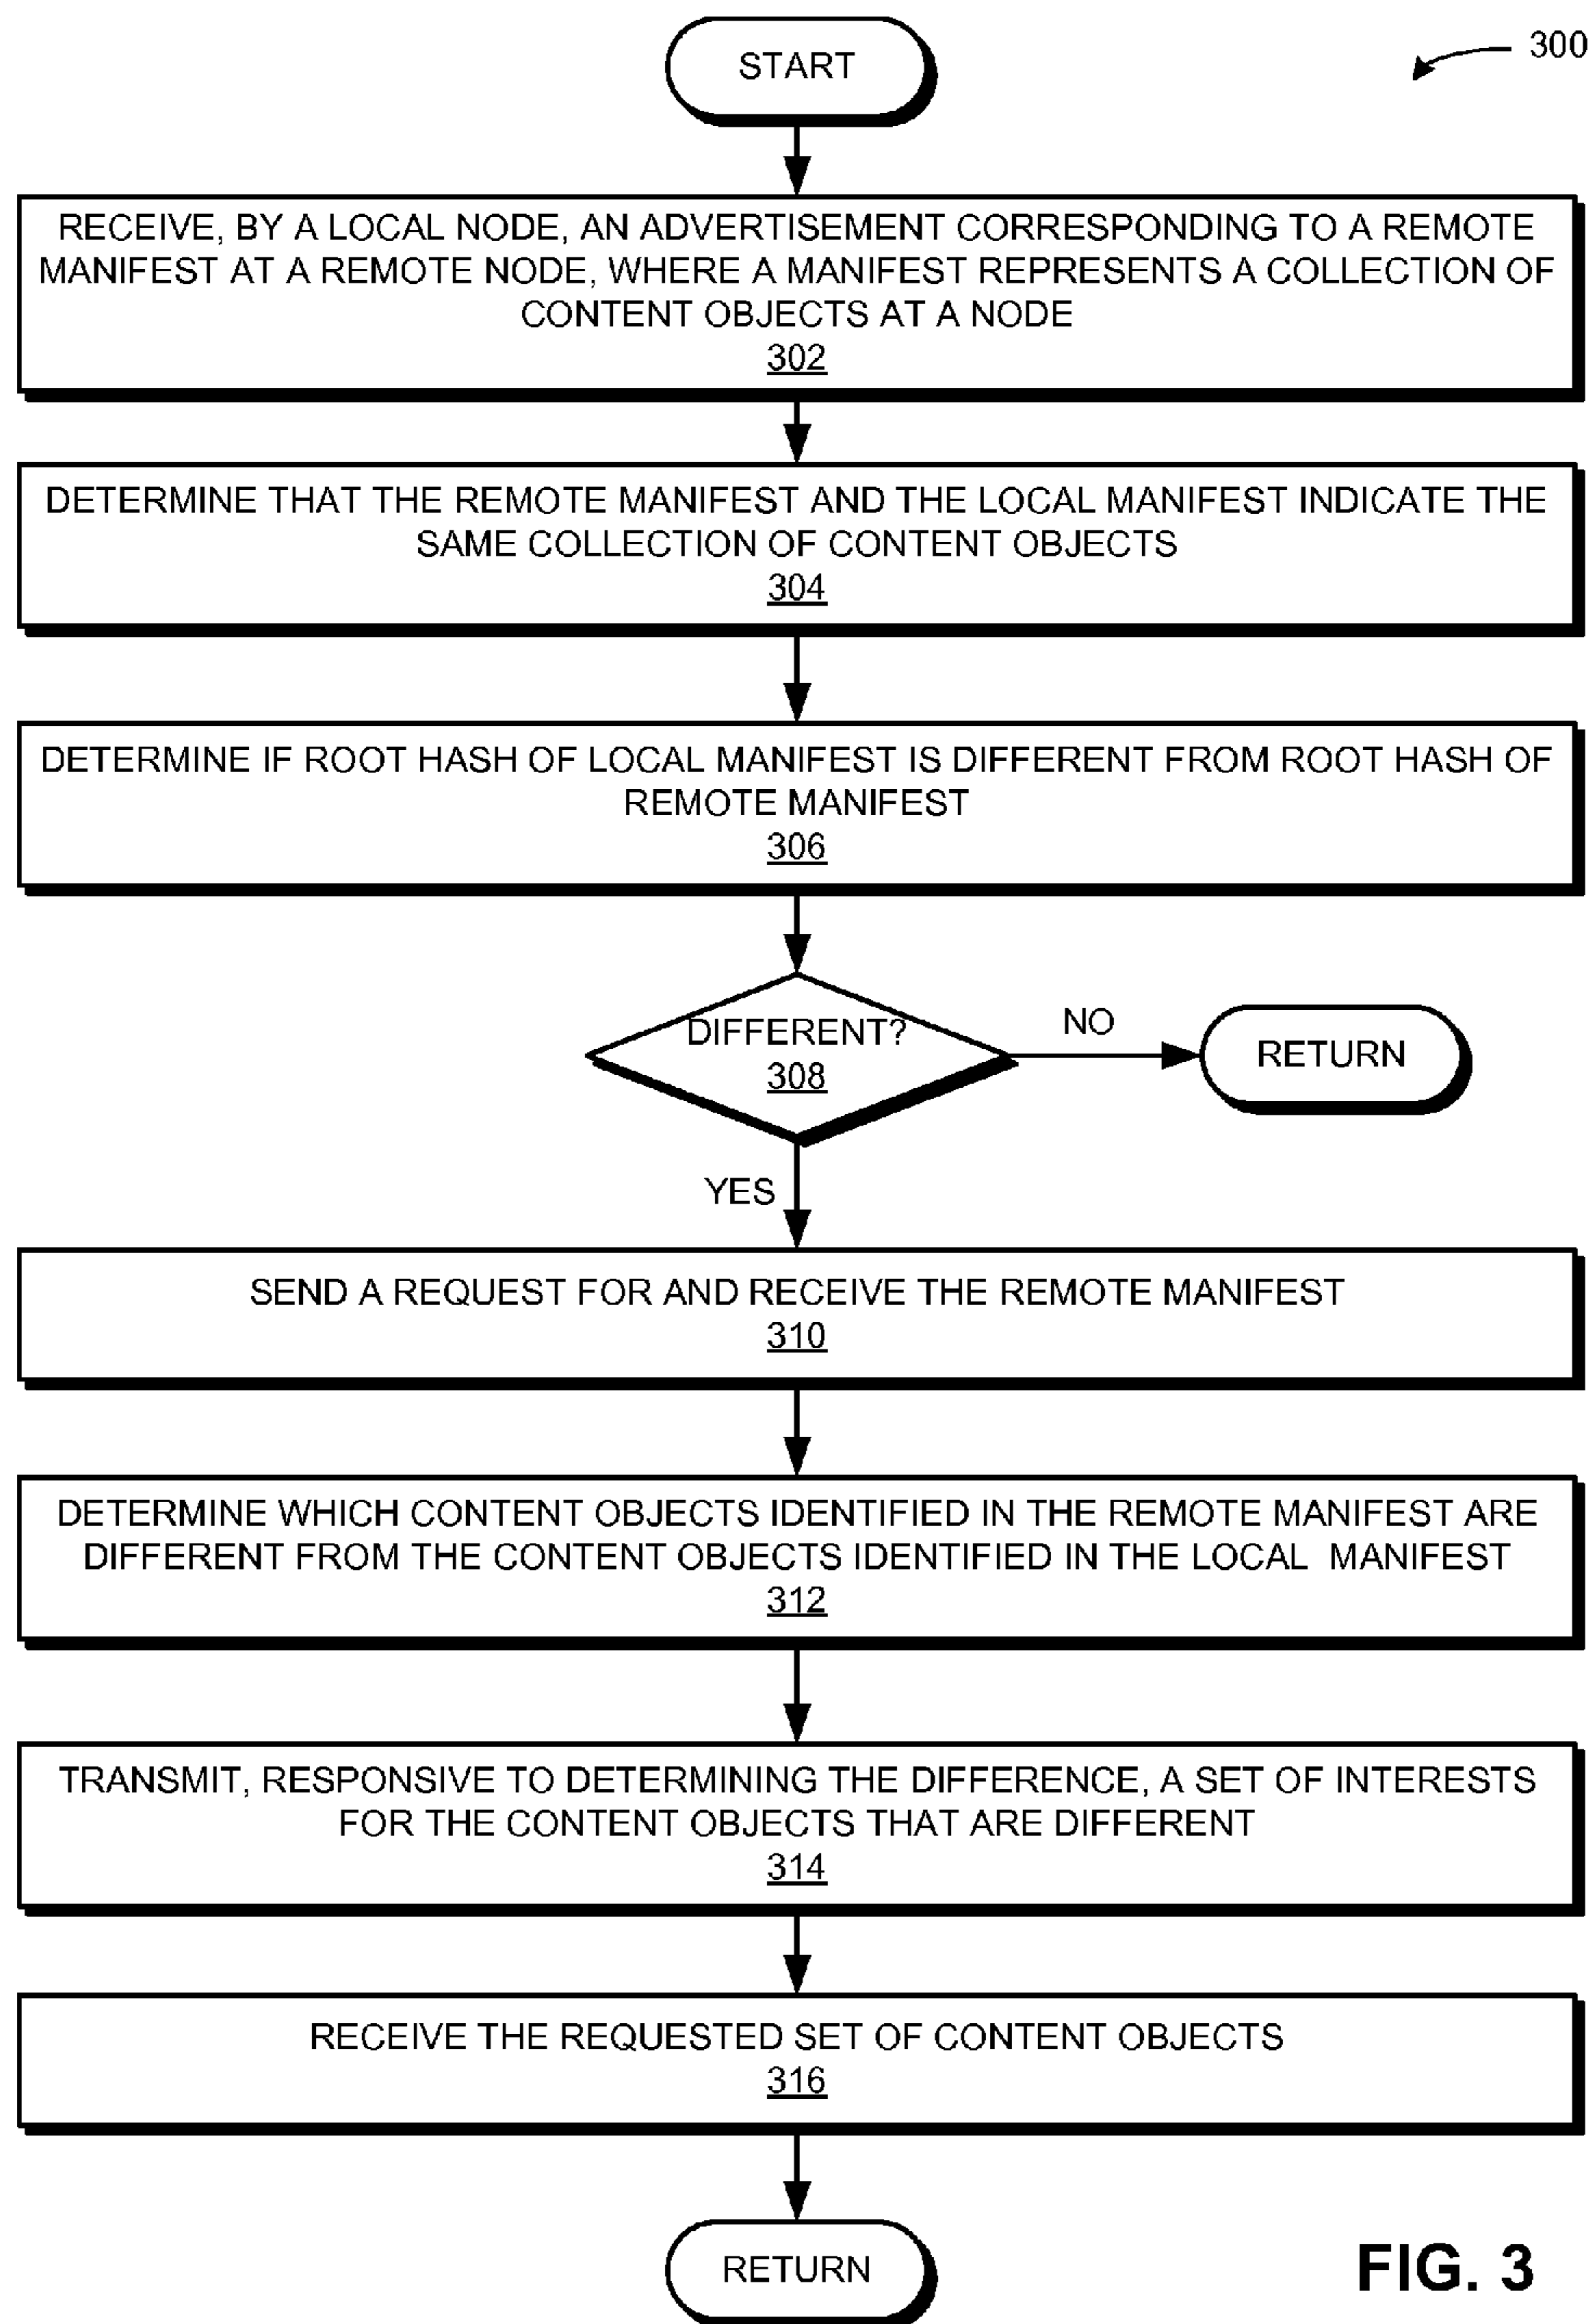 START
300
RECEIVE, BY A LOCAL NODE, AN ADVERTISEMENT CORRESPONDING TO A REMOTE
MANIFEST AT A REMOTE NODE, WHERE A MANIFEST REPRESENTS A COLLECTION OF
CONTENT OBJECTS AT A NODE
302
DETERMINE THAT THE REMOTE MANIFEST AND THE LOCAL MANIFEST INDICATE THE
SAME COLLECTION OF CONTENT OBJECTS
304
DETERMINE IF ROOT HASH OF LOCAL MANIFEST IS DIFFERENT FROM ROOT HASH OF
REMOTE MANIFEST
306
DIFFERENT?
308
NO
RETURN
YES
SEND A REQUEST FOR AND RECEIVE THE REMOTE MANIFEST
310
DETERMINE WHICH CONTENT OBJECTS IDENTIFIED IN THE REMOTE MANIFEST ARE
DIFFERENT FROM THE CONTENT OBJECTS IDENTIFIED IN THE LOCAL MANIFEST
312
TRANSMIT, RESPONSIVE TO DETERMINING THE DIFFERENCE, A SET OF INTERESTS
FOR THE CONTENT OBJECTS THAT ARE DIFFERENT
314
RECEIVE THE REQUESTED SET OF CONTENT OBJECTS
316
RETURN
FIG. 3